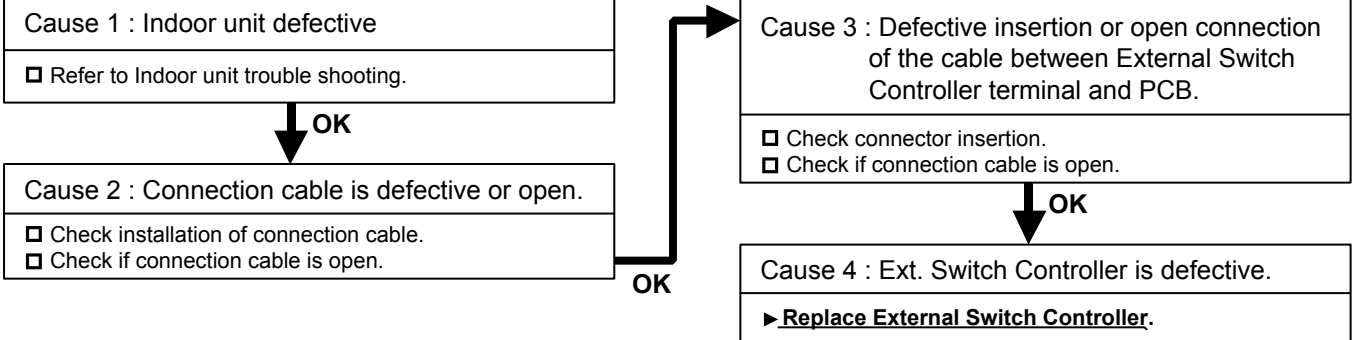 Cause 1 : Indoor unit defective
Refer to Indoor unit trouble shooting.
OK
Cause 2 : Connection cable is defective or open.
Check installation of connection cable.
Check if connection cable is open.
OK
Cause 3 : Defective insertion or open connection
of the cable between External Switch
Controller terminal and PCB.
Check connector insertion.
Check if connection cable is open.
OK
Cause 4 : Ext. Switch Controller is defective.
►Replace External Switch Controller.